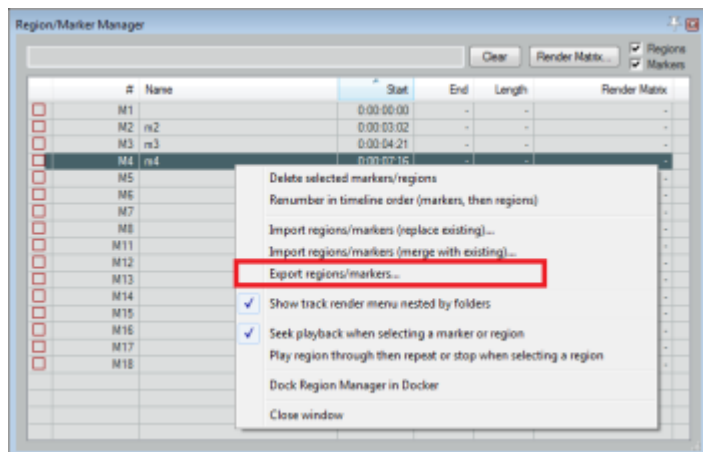 Region/Marker Manager
Clear Render Matrix... Regions
Markers
# Name Start End Length Render Matrix
M1 0:00:00:00 - - -
M2 m2 0:00:03:02 - - -
M3 m3 0:00:04:21 - - -
M4 m4 0:00:07:16 - - -
M5
M6
M7
M8
M11
M12
M13
M14
M15
M16
M17
M18
Delete selected markers/regions
Renumber in timeline order (markers, then regions)
Import regions/markers (replace existing)...
Import regions/markers (merge with existing)...
Export regions/markers...
Show track render menu nested by folders
Seek playback when selecting a marker or region
Play region through then repeat or stop when selecting a region
Dock Region Manager in Docker
Close window